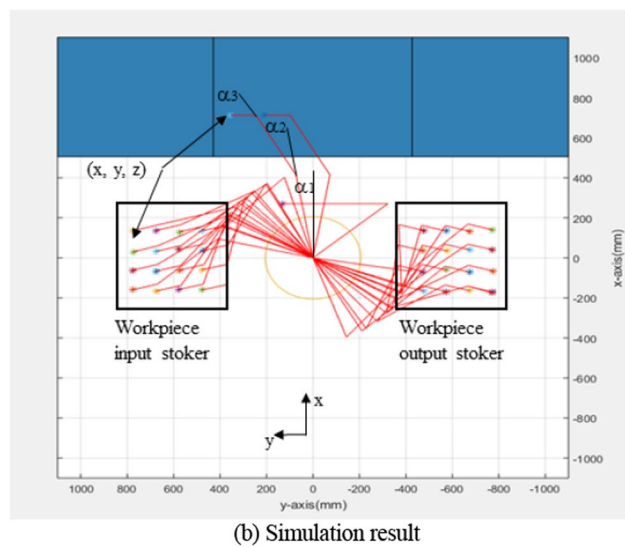 1000
α3
800
α2
600
(x, y, z)
α1
400
200
0
-200
Workpiece
input stoker
Workpiece
output stoker
-400
-600
x
-800
y
-1000
1000 800 600 400 200 0 -200 -400 -600 -800 -1000
y-axis(mm)
x-axis(mm)
(b) Simulation result